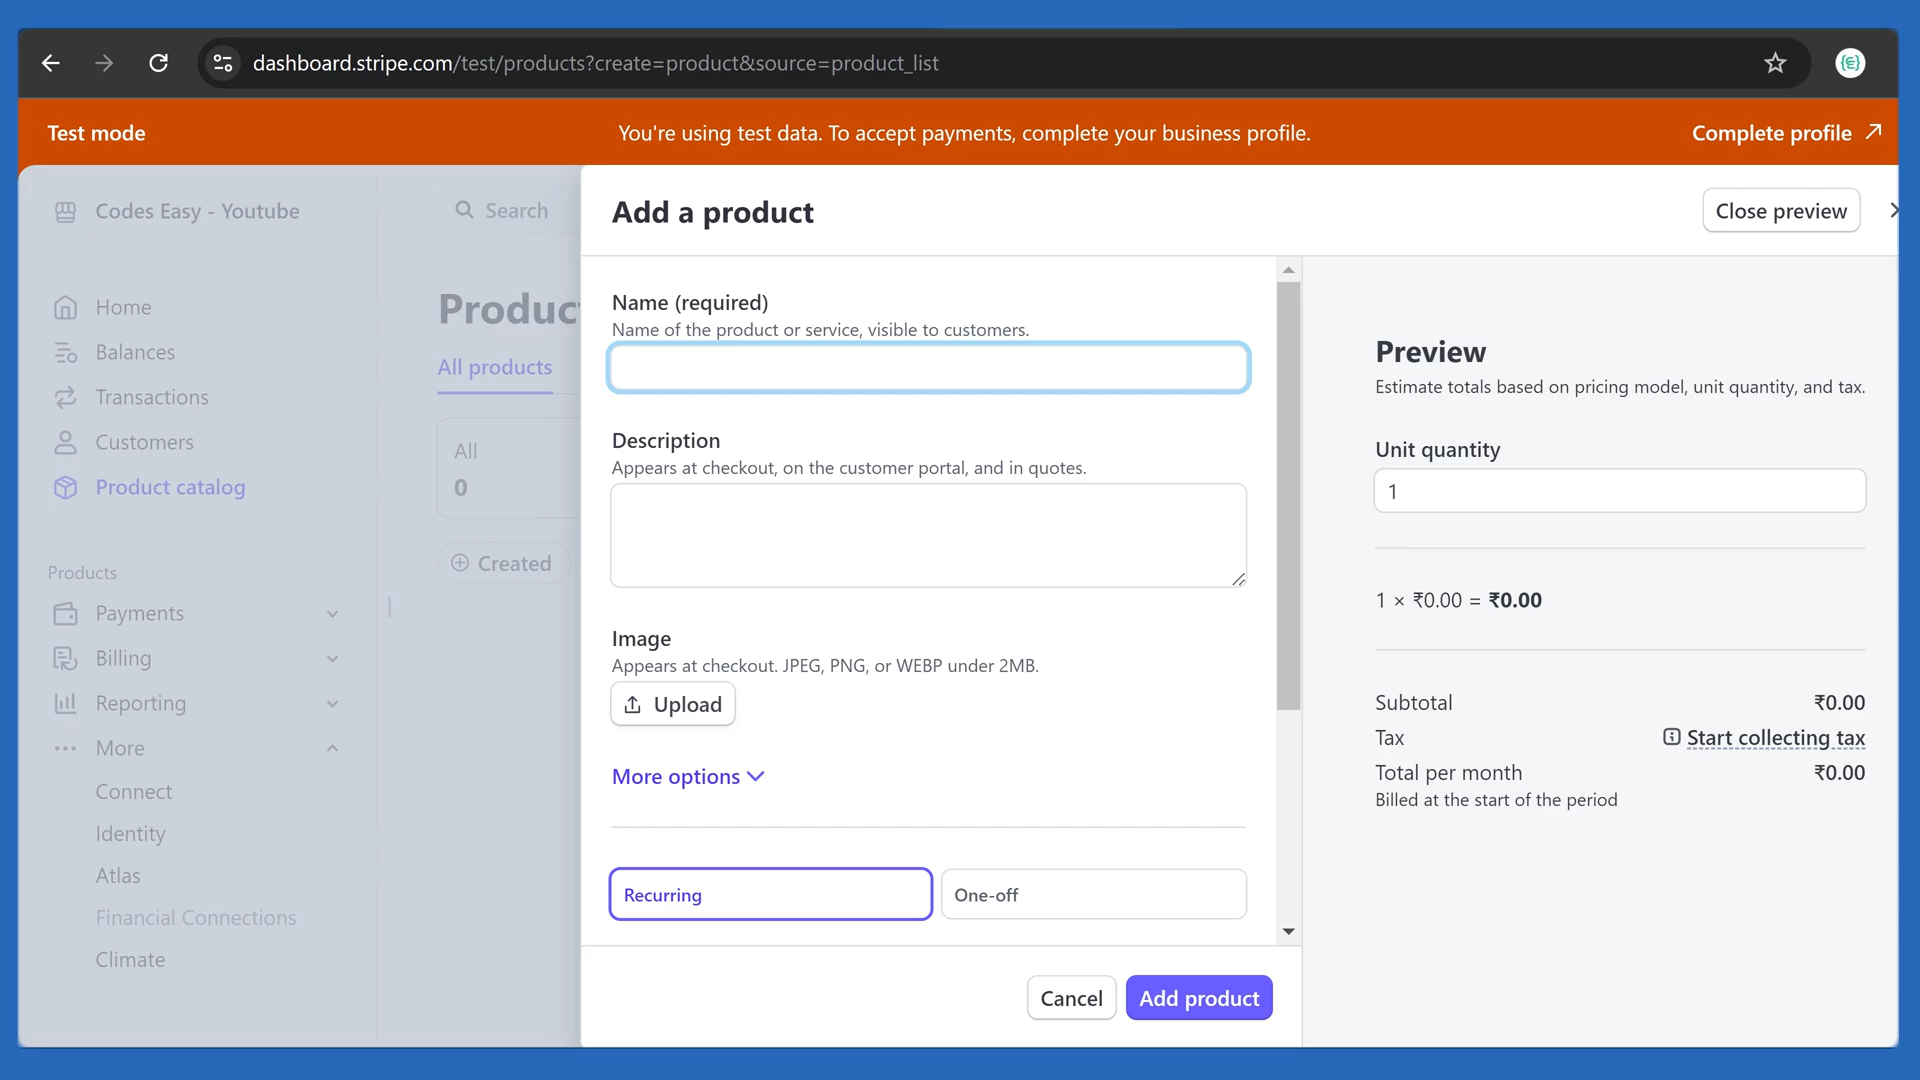 dashboard.stripe.com/test/products?create=product&source=product_list
Test mode
You're using test data. To accept payments, complete your business profile.
Complete profile
Codes Easy - Youtube
Search
Home
Balances
Transactions
Customers
Product catalog
Products
Payments
Billing
Reporting
More
Connect
Identity
Atlas
Financial Connections
Climate
Product
All products
All
0
Created
Add a product
Close preview
Name (required)
Name of the product or service, visible to customers.
Description
Appears at checkout, on the customer portal, and in quotes.
Image
Appears at checkout. JPEG, PNG, or WEBP under 2MB.
Upload
More options
Recurring
One-off
Cancel
Add product
Preview
Estimate totals based on pricing model, unit quantity, and tax.
Unit quantity
1
1 × ₹0.00 = ₹0.00
Subtotal ₹0.00
Tax Start collecting tax
Total per month ₹0.00
Billed at the start of the period